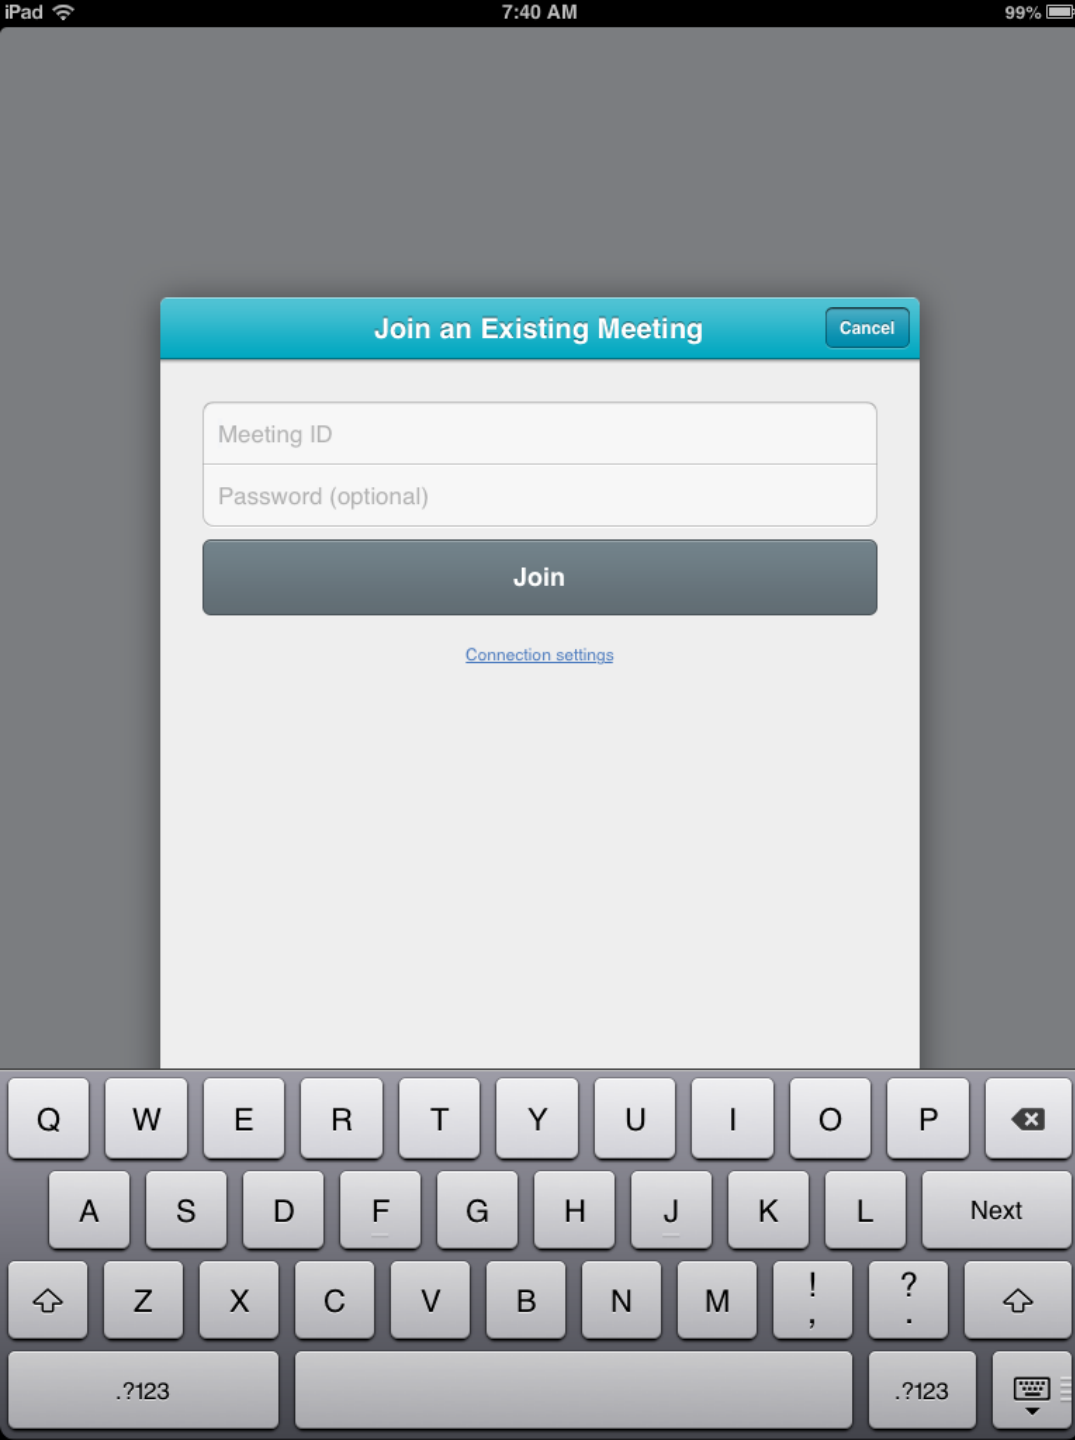 iPad 7:40 AM 99%
Join an Existing Meeting Cancel
Meeting ID
Password (optional)
Join
Connection settings
Q W E R T Y U I O P
A S D F G H J K L Next
Z X C V B N M ! , ? .
.?123 .?123